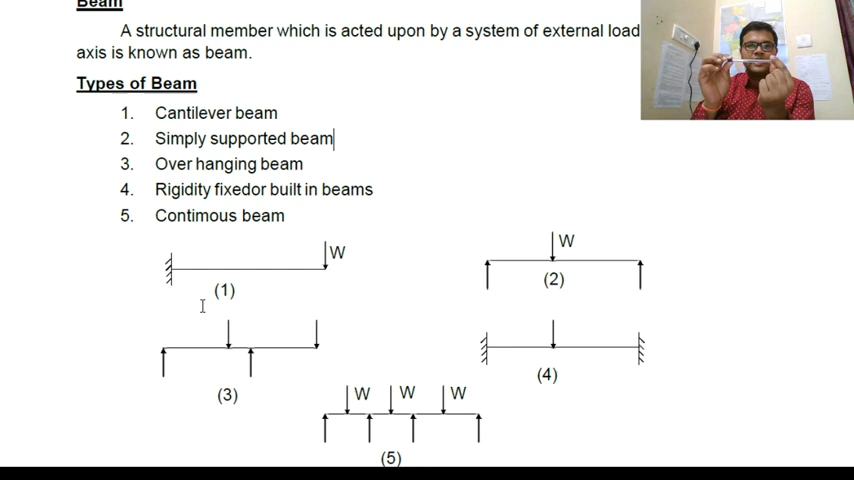 Beam
A structural member which is acted upon by a system of external load
axis is known as beam.
Types of Beam
1. Cantilever beam
2. Simply supported beam
3. Over hanging beam
4. Rigidity fixedor built in beams
5. Contimous beam
W
W
(1)
(2)
(3)
(4)
W W W
(5)